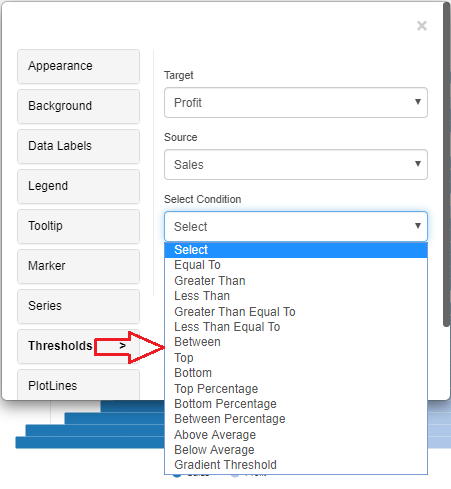 ×
Appearance
Background
Data Labels
Legend
Tooltip
Marker
Series
Thresholds >
PlotLines
Target
Profit
Source
Sales
Select Condition
Select
Select
Equal To
Greater Than
Less Than
Greater Than Equal To
Less Than Equal To
Between
Top
Bottom
Top Percentage
Bottom Percentage
Between Percentage
Above Average
Below Average
Gradient Threshold